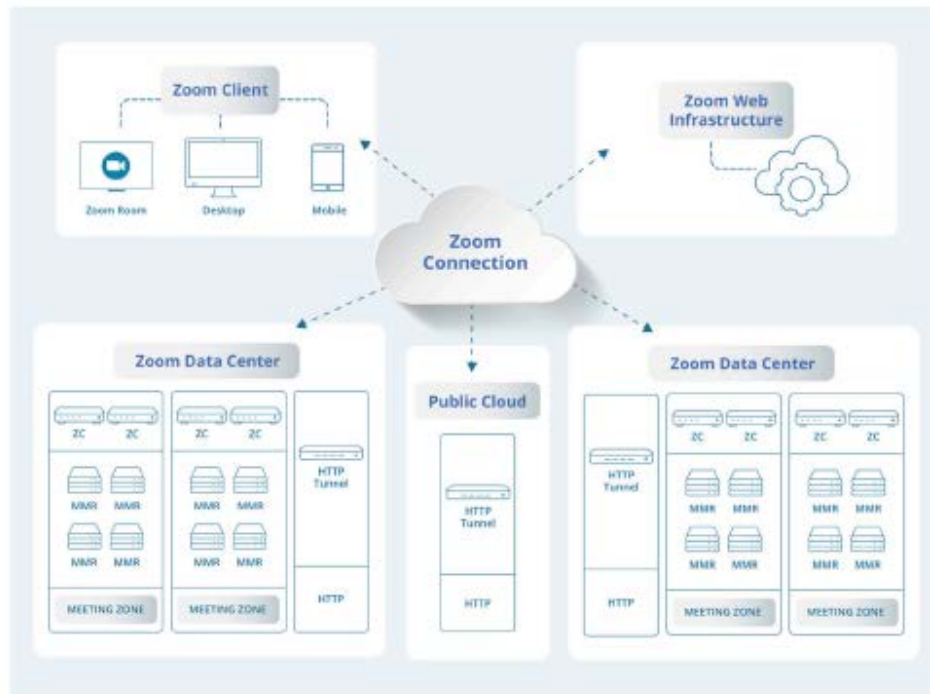 Zoom Client
Zoom Room
Desktop
Mobile
Zoom Web
Infrastructure
Zoom
Connection
Zoom Data Center
ZC ZC
MMR MMR
MMR MMR
MEETING ZONE
ZC ZC
MMR MMR
MMR MMR
MEETING ZONE
HTTP
Tunnel
HTTP
Public Cloud
HTTP
Tunnel
HTTP
Zoom Data Center
HTTP
Tunnel
HTTP
ZC ZC
MMR MMR
MMR MMR
MEETING ZONE
ZC ZC
MMR MMR
MMR MMR
MEETING ZONE